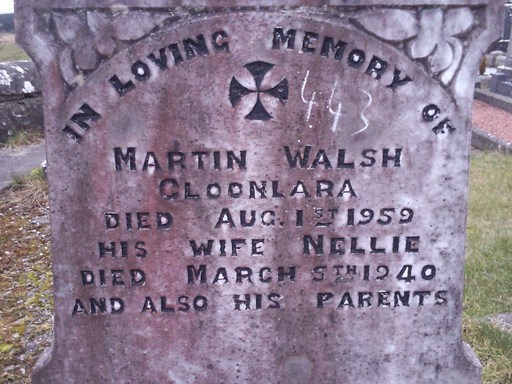 IN LOVING MEMORY OF
443
MARTIN WALSH
CLOONLARA
DIED AUG. 1ST 1959
HIS WIFE NELLIE
DIED MARCH 5TH 1940
AND ALSO HIS PARENTS